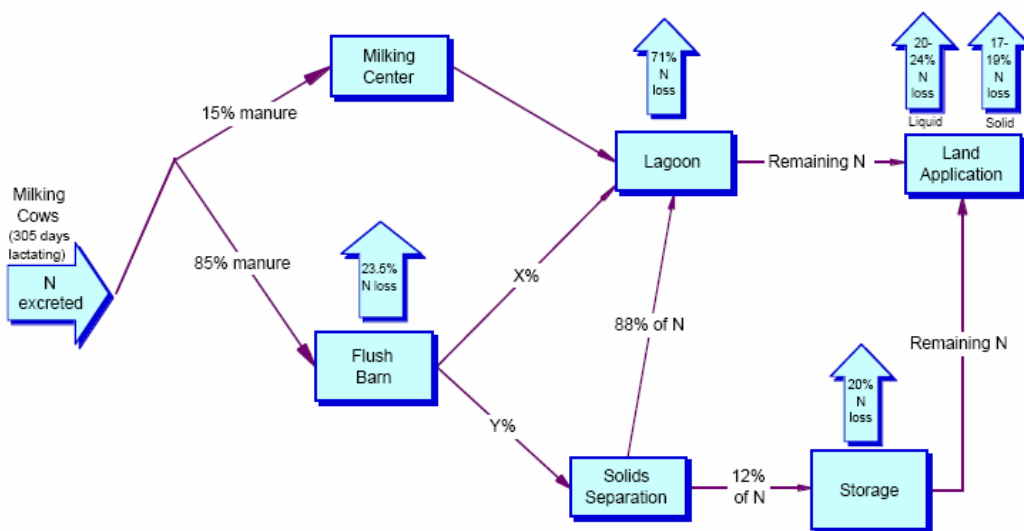 Milking
Center
15% manure
71%
N
loss
20-
24%
N
loss
Liquid
17-
19%
N
loss
Solid
Lagoon
Remaining N
Land
Application
Milking
Cows
(305 days
lactating)
N
excreted
85% manure
23.5%
N loss
Flush
Barn
X%
88% of N
Y%
Remaining N
20%
N
loss
Solids
Separation
12%
of N
Storage